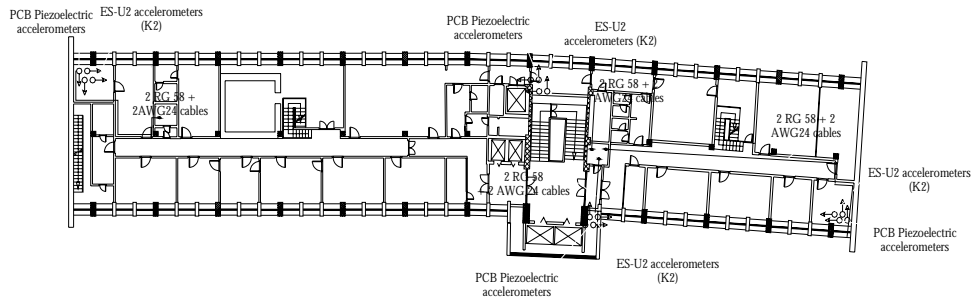 PCB Piezoelectric
accelerometers
ES-U2 accelerometers
(K2)
PCB Piezoelectric
accelerometers
ES-U2
accelerometers (K2)
2 RG 58 +
2AWG24 cables
2 RG 58 +
AWG24 cables
2 RG 58 + 2
AWG24 cables
2 RG 58
+ 2 AWG 24 cables
ES-U2 accelerometers
(K2)
PCB Piezoelectric
accelerometers
ES-U2 accelerometers
(K2)
PCB Piezoelectric
accelerometers